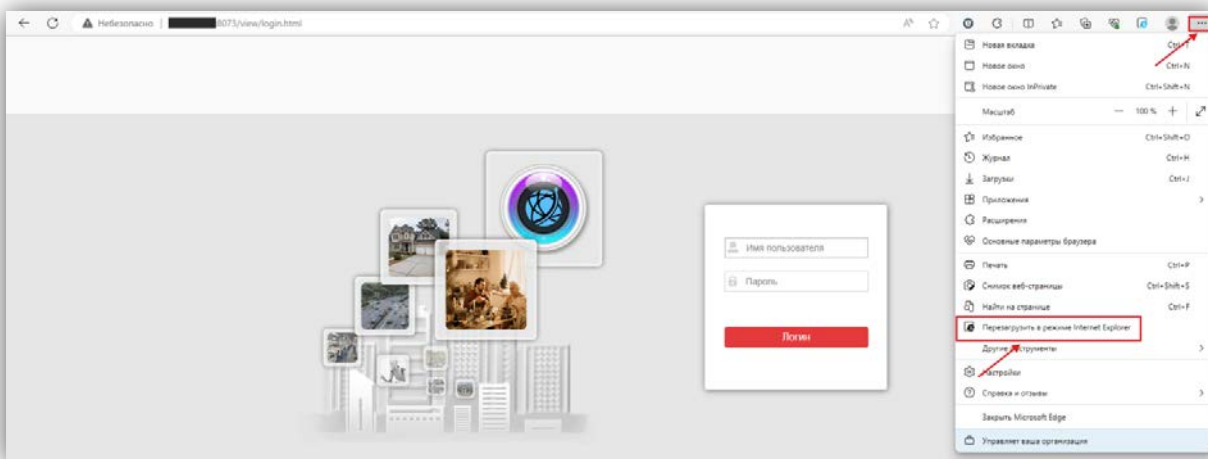 Небезопасно | 8073/view/login.html
Новая вкладка Ctrl+T
Новое окно Ctrl+N
Новое окно InPrivate Ctrl+Shift+N
Масштаб — 100 % +
Избранное Ctrl+Shift+O
Журнал Ctrl+H
Загрузки Ctrl+J
Приложения
Расширения
Основные параметры браузера
Печать Ctrl+P
Снимок веб-страницы Ctrl+Shift+S
Найти на странице Ctrl+F
Перезагрузить в режиме Internet Explorer
Другие инструменты
Настройки
Справка и отзывы
Закрыть Microsoft Edge
Управляет ваша организация
Имя пользователя
Пароль
Логин